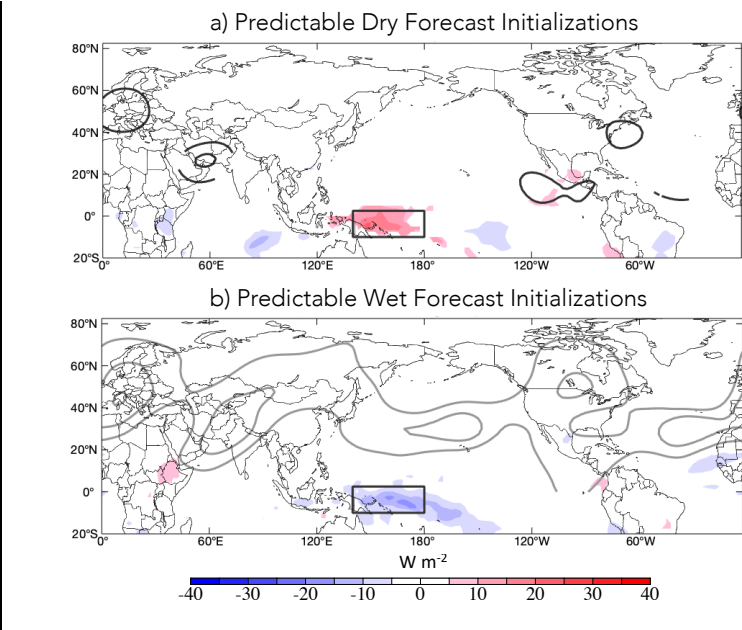 a) Predictable Dry Forecast Initializations
80°N
60°N
40°N
20°N
0°
20°S
0° 60°E 120°E 180° 120°W 60°W
b) Predictable Wet Forecast Initializations
80°N
60°N
40°N
20°N
0°
20°S
0° 60°E 120°E 180° 120°W 60°W
W m-2
-40 -30 -20 -10 0 10 20 30 40